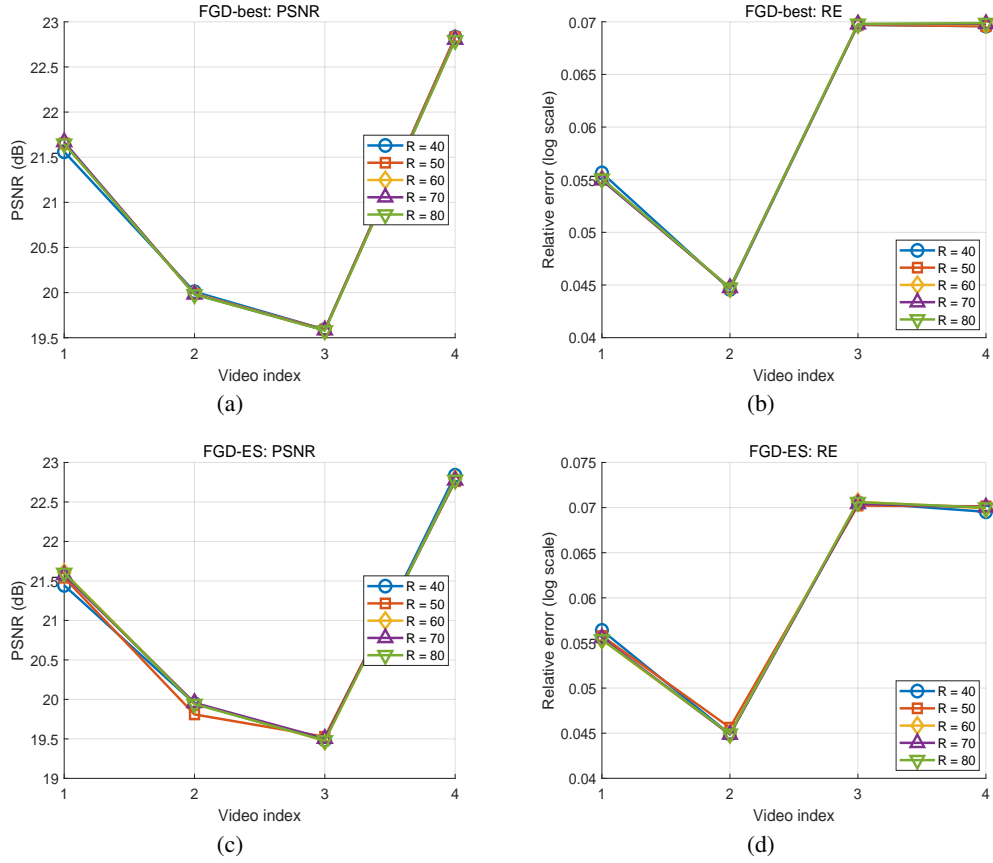 FGD-best: PSNR
23
22.5
22
21.5
21
20.5
20
19.5
PSNR (dB)
R = 40
R = 50
R = 60
R = 70
R = 80
1 2 3 4
Video index
(a)
FGD-best: RE
0.07
0.065
0.06
0.055
0.05
0.045
0.04
Relative error (log scale)
R = 40
R = 50
R = 60
R = 70
R = 80
1 2 3 4
Video index
(b)
FGD-ES: PSNR
23
22.5
22
21.5
21
20.5
20
19.5
19
PSNR (dB)
R = 40
R = 50
R = 60
R = 70
R = 80
1 2 3 4
Video index
(c)
FGD-ES: RE
0.075
0.07
0.065
0.06
0.055
0.05
0.045
0.04
Relative error (log scale)
R = 40
R = 50
R = 60
R = 70
R = 80
1 2 3 4
Video index
(d)